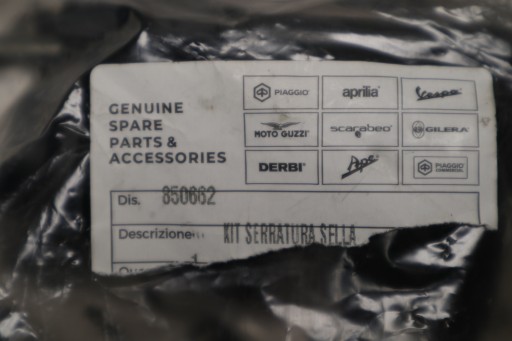 GENUINE
SPARE
PARTS &
ACCESSORIES
PIAGGIO aprilia Vespa
MOTO GUZZI scarabeo GILERA
DERBI Ape PIAGGIO
Dis. 850662
Descrizione KIT SERRATURA SELLA
1